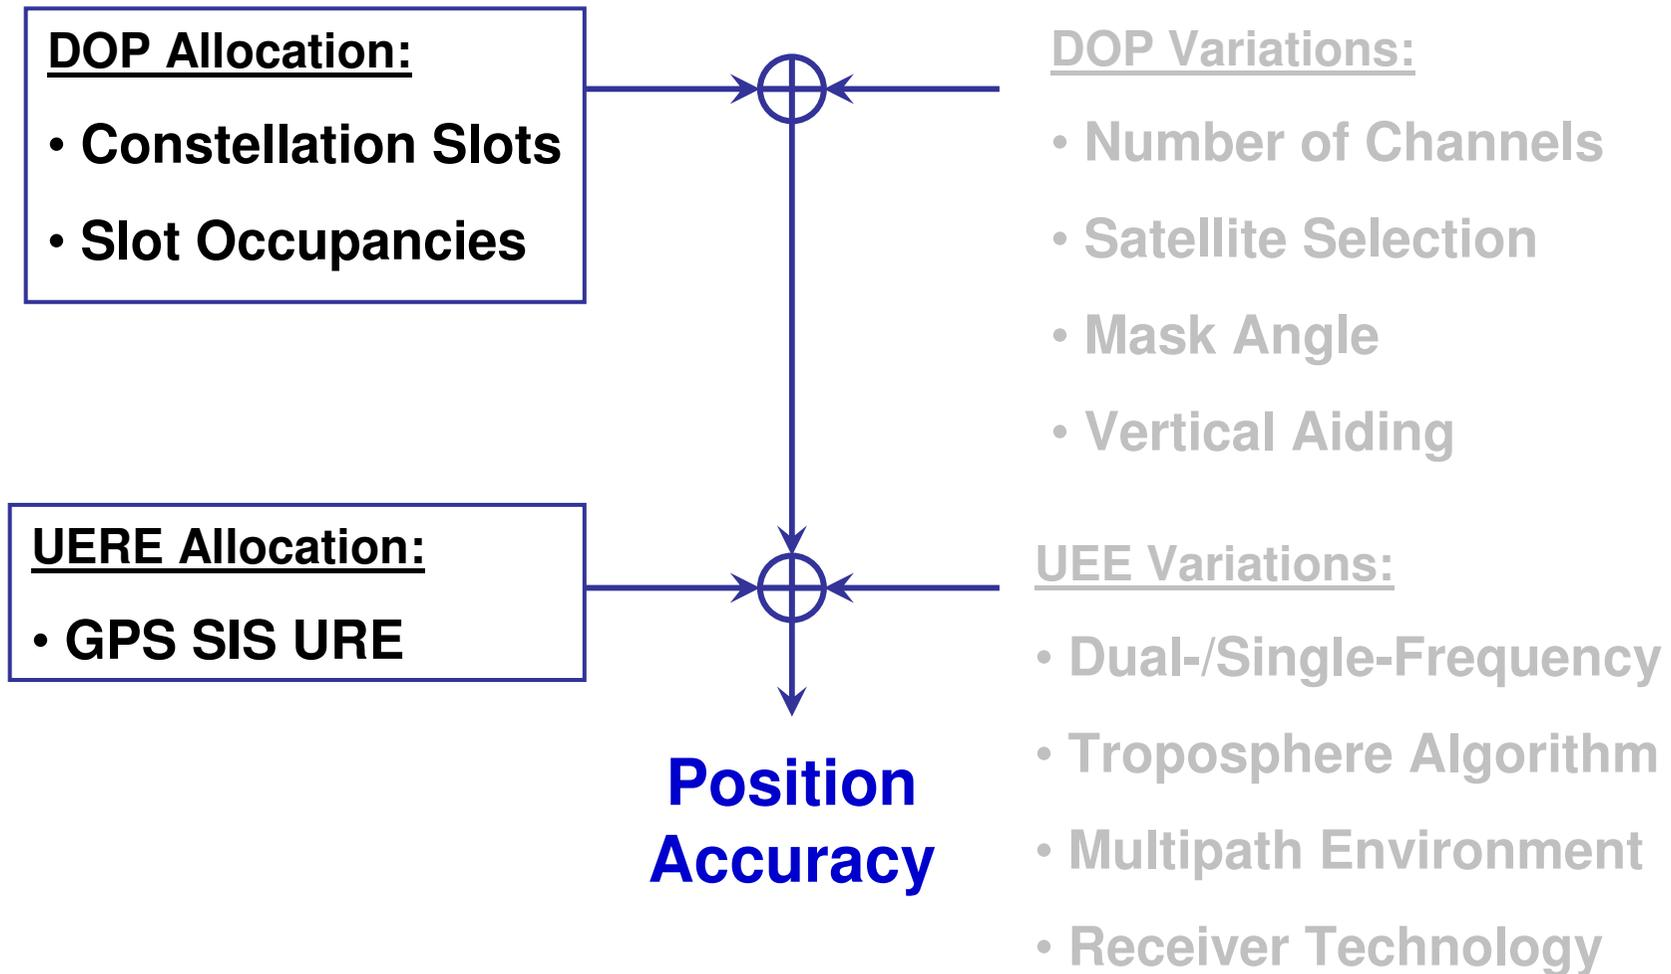 DOP Allocation:
• Constellation Slots
• Slot Occupancies
DOP Variations:
• Number of Channels
• Satellite Selection
• Mask Angle
• Vertical Aiding
UERE Allocation:
• GPS SIS URE
UEE Variations:
• Dual-/Single-Frequency
• Troposphere Algorithm
• Multipath Environment
• Receiver Technology
Position
Accuracy